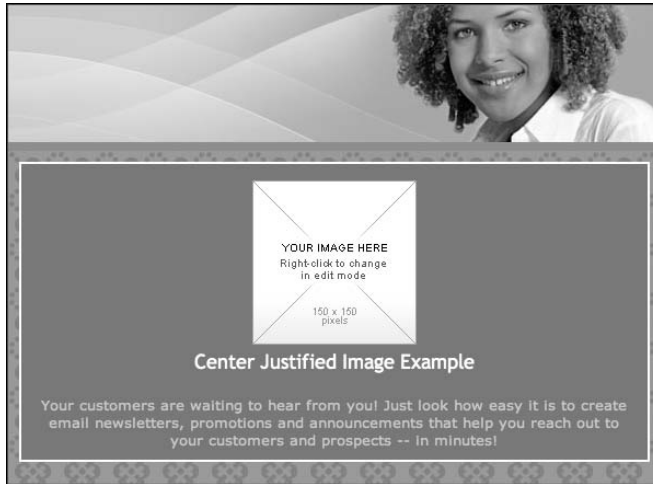 YOUR IMAGE HERE
Right-click to change
in edit mode
150 x 150
pixels
Center Justified Image Example
Your customers are waiting to hear from you! Just look how easy it is to create
email newsletters, promotions and announcements that help you reach out to
your customers and prospects -- in minutes!